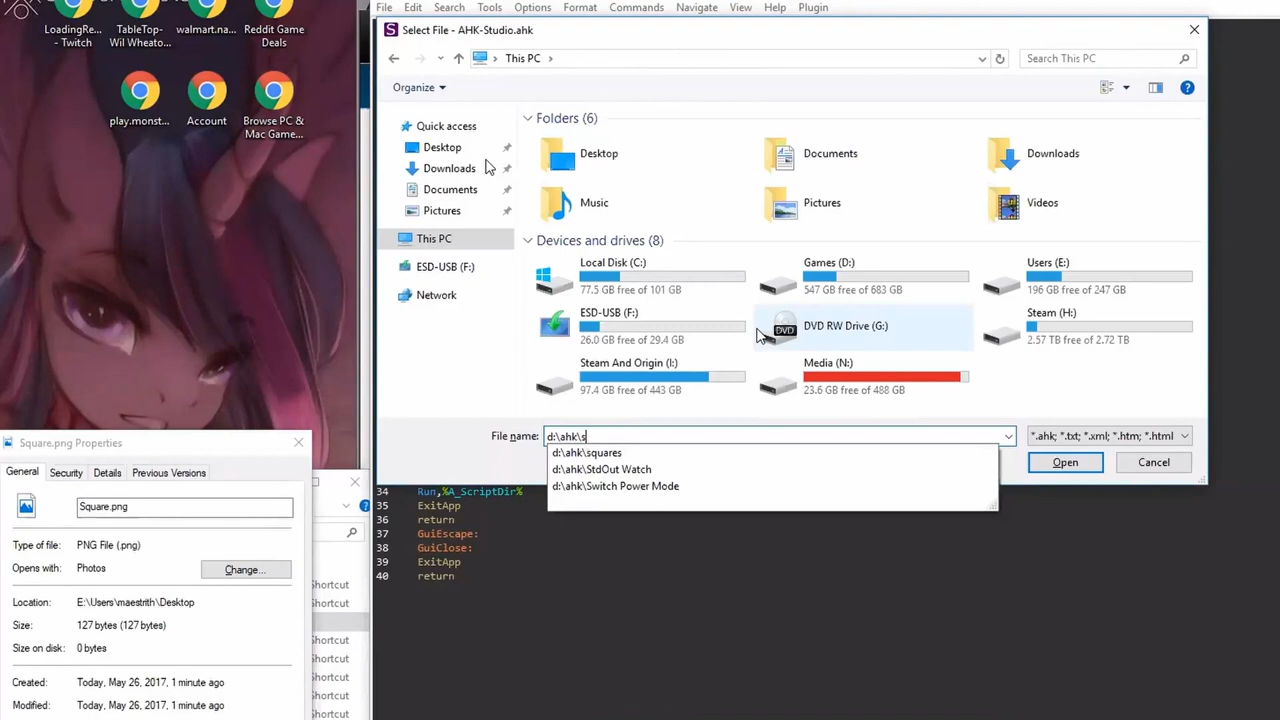 LoadingRe...
- Twitch
TableTop-
Wil Wheato...
walmart.na...
Reddit Game
Deals
play.monst...
Account
Browse PC &
Mac Game...
File Edit Search Tools Options Format Commands Navigate View Help Plugin
Select File - AHK-Studio.ahk
This PC
Search This PC
Organize
Quick access
Desktop
Downloads
Documents
Pictures
This PC
ESD-USB (F:)
Network
Folders (6)
Desktop
Documents
Downloads
Music
Pictures
Videos
Devices and drives (8)
Local Disk (C:)
77.5 GB free of 101 GB
Games (D:)
547 GB free of 683 GB
Users (E:)
196 GB free of 247 GB
ESD-USB (F:)
26.0 GB free of 29.4 GB
DVD
DVD RW Drive (G:)
Steam (H:)
2.57 TB free of 2.72 TB
Steam And Origin (I:)
97.4 GB free of 443 GB
Media (N:)
23.6 GB free of 488 GB
File name: d:\ahk\s
*.ahk; *.txt; *.xml; *.htm; *.html
d:\ahk\squares
d:\ahk\StdOut Watch
d:\ahk\Switch Power Mode
Open
Cancel
34 Run,%A_ScriptDir%
35 ExitApp
36 return
37 GuiEscape:
38 GuiClose:
39 ExitApp
40 return
Square.png Properties
General Security Details Previous Versions
Square.png
Type of file: PNG File (.png)
Opens with: Photos
Change...
Location: E:\Users\maestrith\Desktop
Size: 127 bytes (127 bytes)
Size on disk: 0 bytes
Created: Today, May 26, 2017, 1 minute ago
Modified: Today, May 26, 2017, 1 minute ago
Shortcut
Shortcut
Shortcut
Shortcut
Shortcut
Shortcut
Shortcut